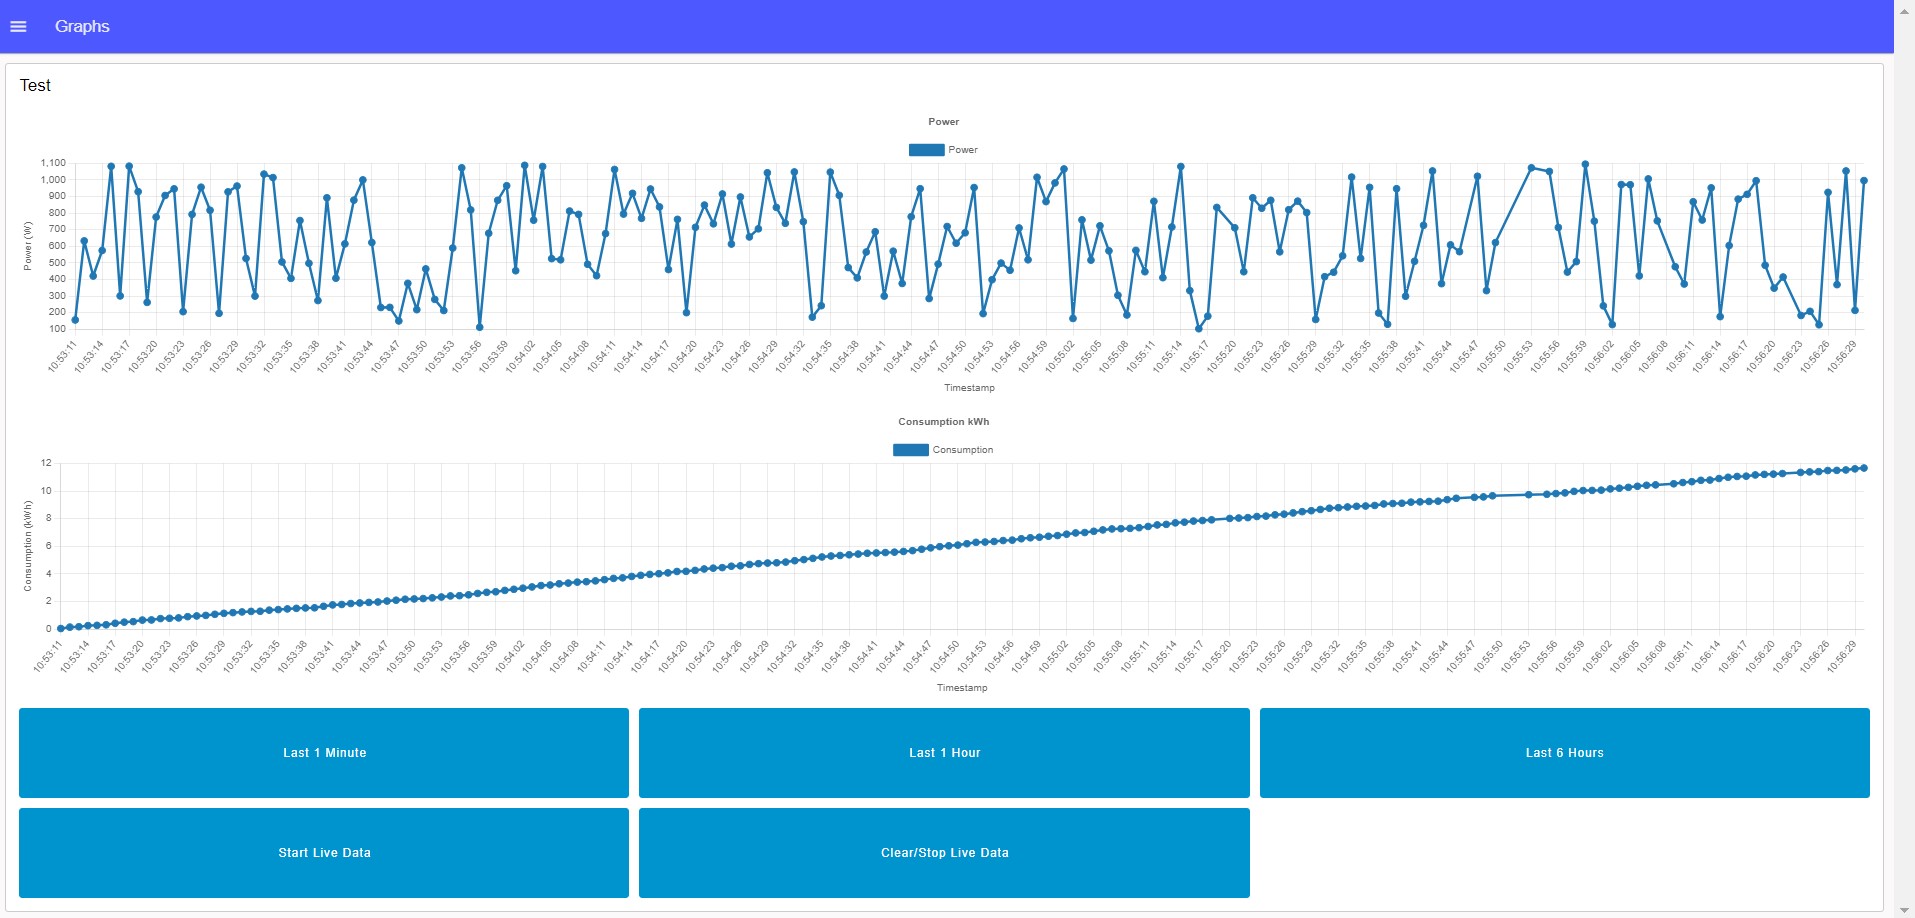 Graphs
Test
Power
Power
1,100
1,000
900
800
700
600
500
400
300
200
100
Power (W)
10:53:11 10:53:14 10:53:17 10:53:20 10:53:23 10:53:26 10:53:29 10:53:32 10:53:35 10:53:38 10:53:41 10:53:44 10:53:47 10:53:50 10:53:53 10:53:56 10:53:59 10:54:02 10:54:05 10:54:08 10:54:11 10:54:14 10:54:17 10:54:20 10:54:23 10:54:26 10:54:29 10:54:32 10:54:35 10:54:38 10:54:41 10:54:44 10:54:47 10:54:50 10:54:53 10:54:56 10:54:59 10:55:02 10:55:05 10:55:08 10:55:11 10:55:14 10:55:17 10:55:20 10:55:23 10:55:26 10:55:29 10:55:32 10:55:35 10:55:38 10:55:41 10:55:44 10:55:47 10:55:50 10:55:53 10:55:56 10:55:59 10:56:02 10:56:05 10:56:08 10:56:11 10:56:14 10:56:17 10:56:20 10:56:23 10:56:26 10:56:29
Timestamp
Consumption kWh
Consumption
12
10
8
6
4
2
0
Consumption (kWh)
10:53:11 10:53:14 10:53:17 10:53:20 10:53:23 10:53:26 10:53:29 10:53:32 10:53:35 10:53:38 10:53:41 10:53:44 10:53:47 10:53:50 10:53:53 10:53:56 10:53:59 10:54:02 10:54:05 10:54:08 10:54:11 10:54:14 10:54:17 10:54:20 10:54:23 10:54:26 10:54:29 10:54:32 10:54:35 10:54:38 10:54:41 10:54:44 10:54:47 10:54:50 10:54:53 10:54:56 10:54:59 10:55:02 10:55:05 10:55:08 10:55:11 10:55:14 10:55:17 10:55:20 10:55:23 10:55:26 10:55:29 10:55:32 10:55:35 10:55:38 10:55:41 10:55:44 10:55:47 10:55:50 10:55:53 10:55:56 10:55:59 10:56:02 10:56:05 10:56:08 10:56:11 10:56:14 10:56:17 10:56:20 10:56:23 10:56:26 10:56:29
Timestamp
Last 1 Minute
Last 1 Hour
Last 6 Hours
Start Live Data
Clear/Stop Live Data